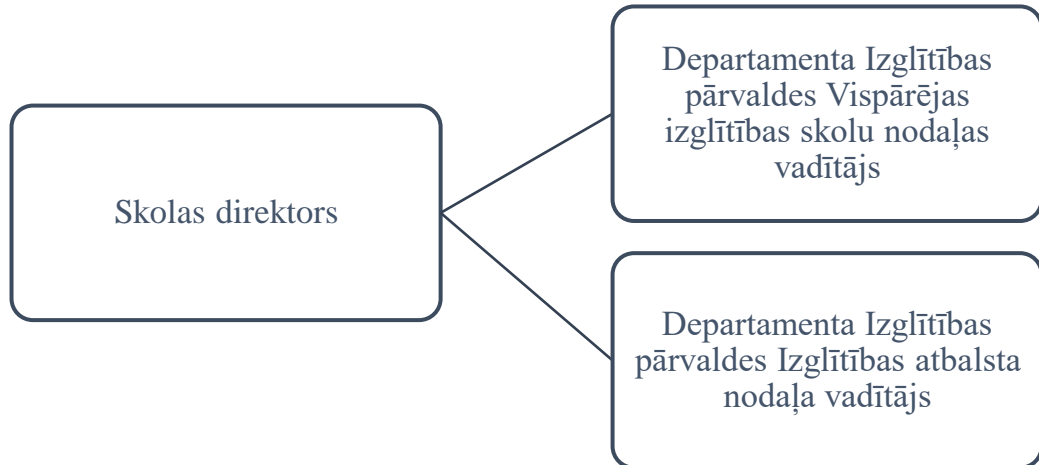 Skolas direktors
Departamenta Izglītības
pārvaldes Vispārējas
izglītības skolu nodaļas
vadītājs
Departamenta Izglītības
pārvaldes Izglītības atbalsta
nodaļa vadītājs